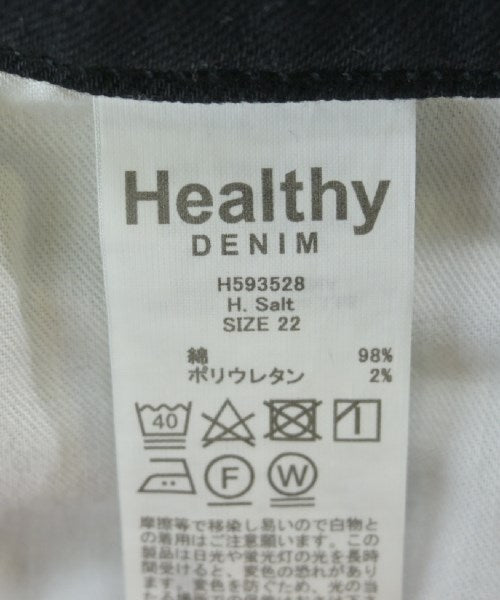 Healthy
DENIM
H593528
H. Salt
SIZE 22
綿 98%
ポリウレタン 2%
40
F W
摩擦等で移染し易いので白物と
の着用はご注意願います。この
製品は日光や蛍光灯の光を長時
間受けると、変色の恐れがあり
ます。変色を防ぐため、光の当